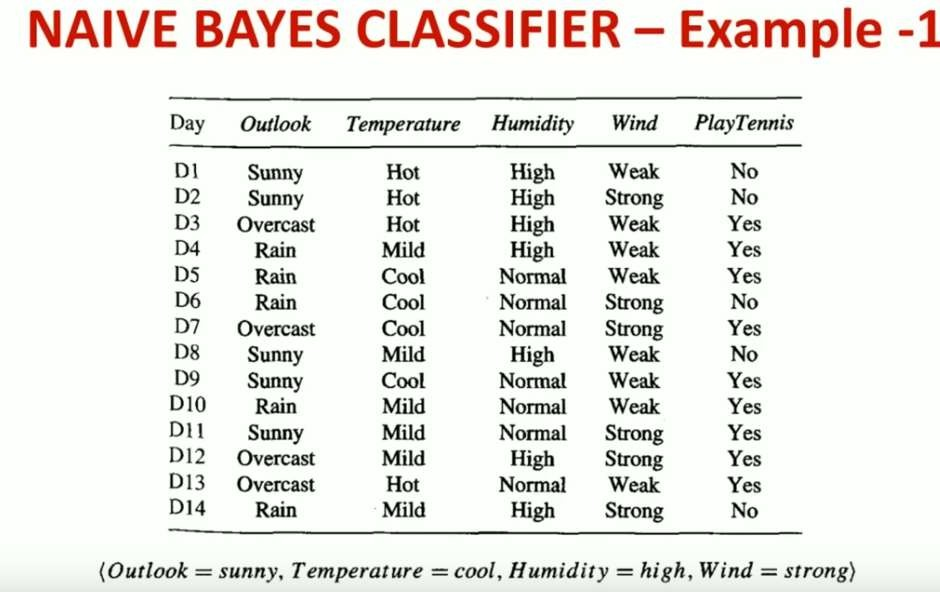 NAIVE BAYES CLASSIFIER – Example -1
Day Outlook Temperature Humidity Wind PlayTennis
D1 Sunny Hot High Weak No
D2 Sunny Hot High Strong No
D3 Overcast Hot High Weak Yes
D4 Rain Mild High Weak Yes
D5 Rain Cool Normal Weak Yes
D6 Rain Cool Normal Strong No
D7 Overcast Cool Normal Strong Yes
D8 Sunny Mild High Weak No
D9 Sunny Cool Normal Weak Yes
D10 Rain Mild Normal Weak Yes
D11 Sunny Mild Normal Strong Yes
D12 Overcast Mild High Strong Yes
D13 Overcast Hot Normal Weak Yes
D14 Rain Mild High Strong No
⟨Outlook = sunny, Temperature = cool, Humidity = high, Wind = strong⟩